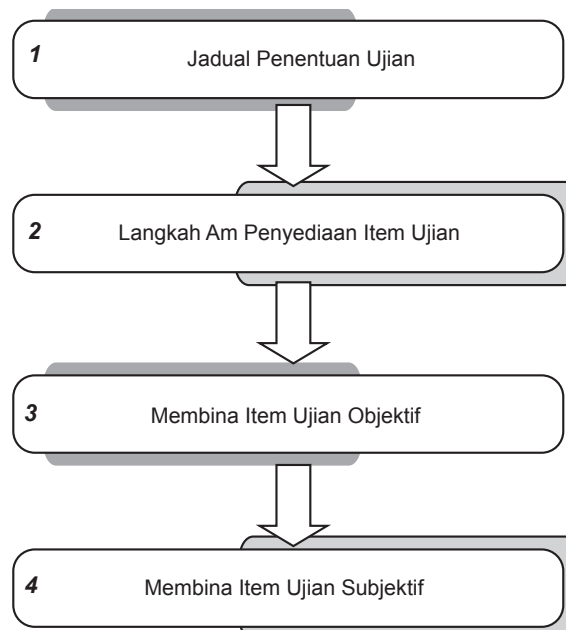 1 Jadual Penentuan Ujian
2 Langkah Am Penyediaan Item Ujian
3 Membina Item Ujian Objektif
4 Membina Item Ujian Subjektif